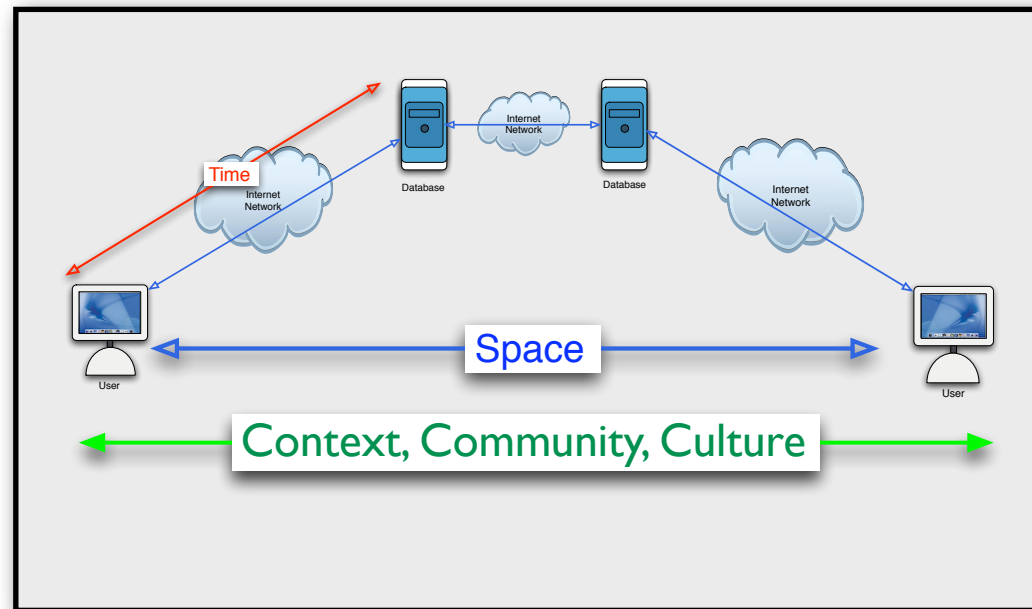 Internet
Network
Database
Database
Time
Internet
Network
Internet
Network
Space
User
User
Context, Community, Culture